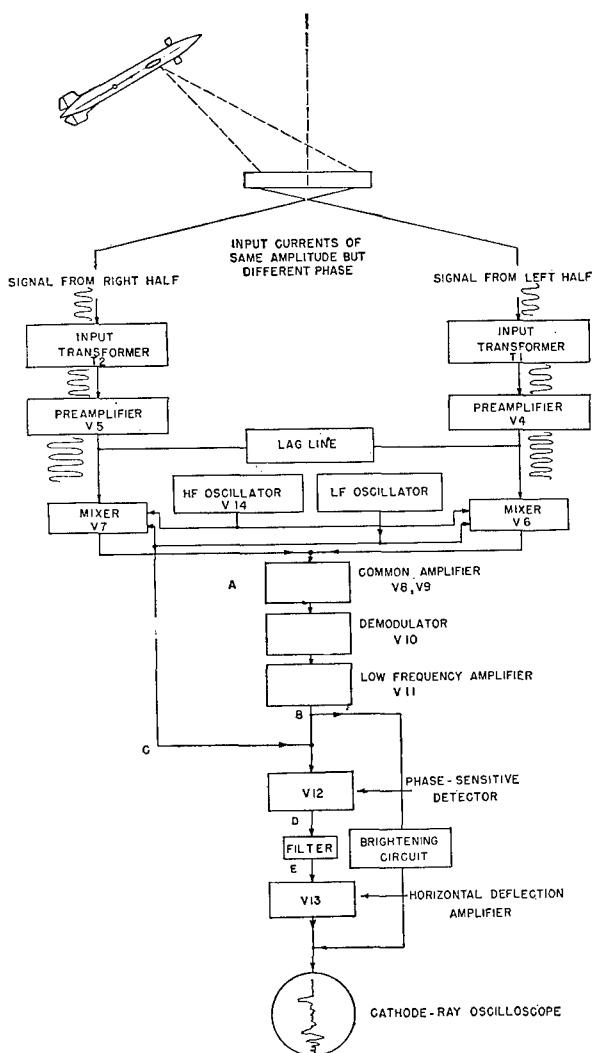 INPUT CURRENTS OF
SAME AMPLITUDE BUT
DIFFERENT PHASE
SIGNAL FROM RIGHT HALF
SIGNAL FROM LEFT HALF
INPUT
TRANSFORMER
T2
INPUT
TRANSFORMER
T1
PREAMPLIFIER
V5
PREAMPLIFIER
V4
LAG LINE
HF OSCILLATOR
V14
LF OSCILLATOR
MIXER
V7
MIXER
V6
A
COMMON AMPLIFIER
V8,V9
DEMODULATOR
V10
LOW FREQUENCY AMPLIFIER
V11
B
C
V12
PHASE-SENSITIVE
DETECTOR
D
FILTER
BRIGHTENING
CIRCUIT
E
V13
HORIZONTAL DEFLECTION
AMPLIFIER
CATHODE-RAY OSCILLOSCOPE